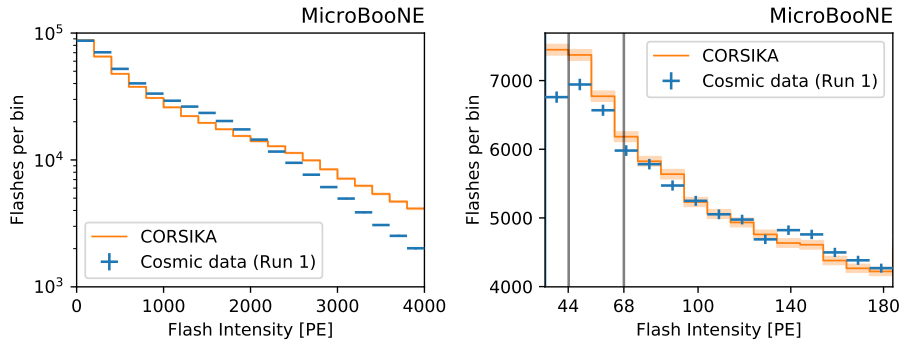 MicroBooNE
10^5
10^4
10^3
Flashes per bin
CORSIKA
Cosmic data (Run 1)
0 1000 2000 3000 4000
Flash Intensity [PE]
MicroBooNE
7000
6000
5000
4000
Flashes per bin
CORSIKA
Cosmic data (Run 1)
44 68 100 140 180
Flash Intensity [PE]